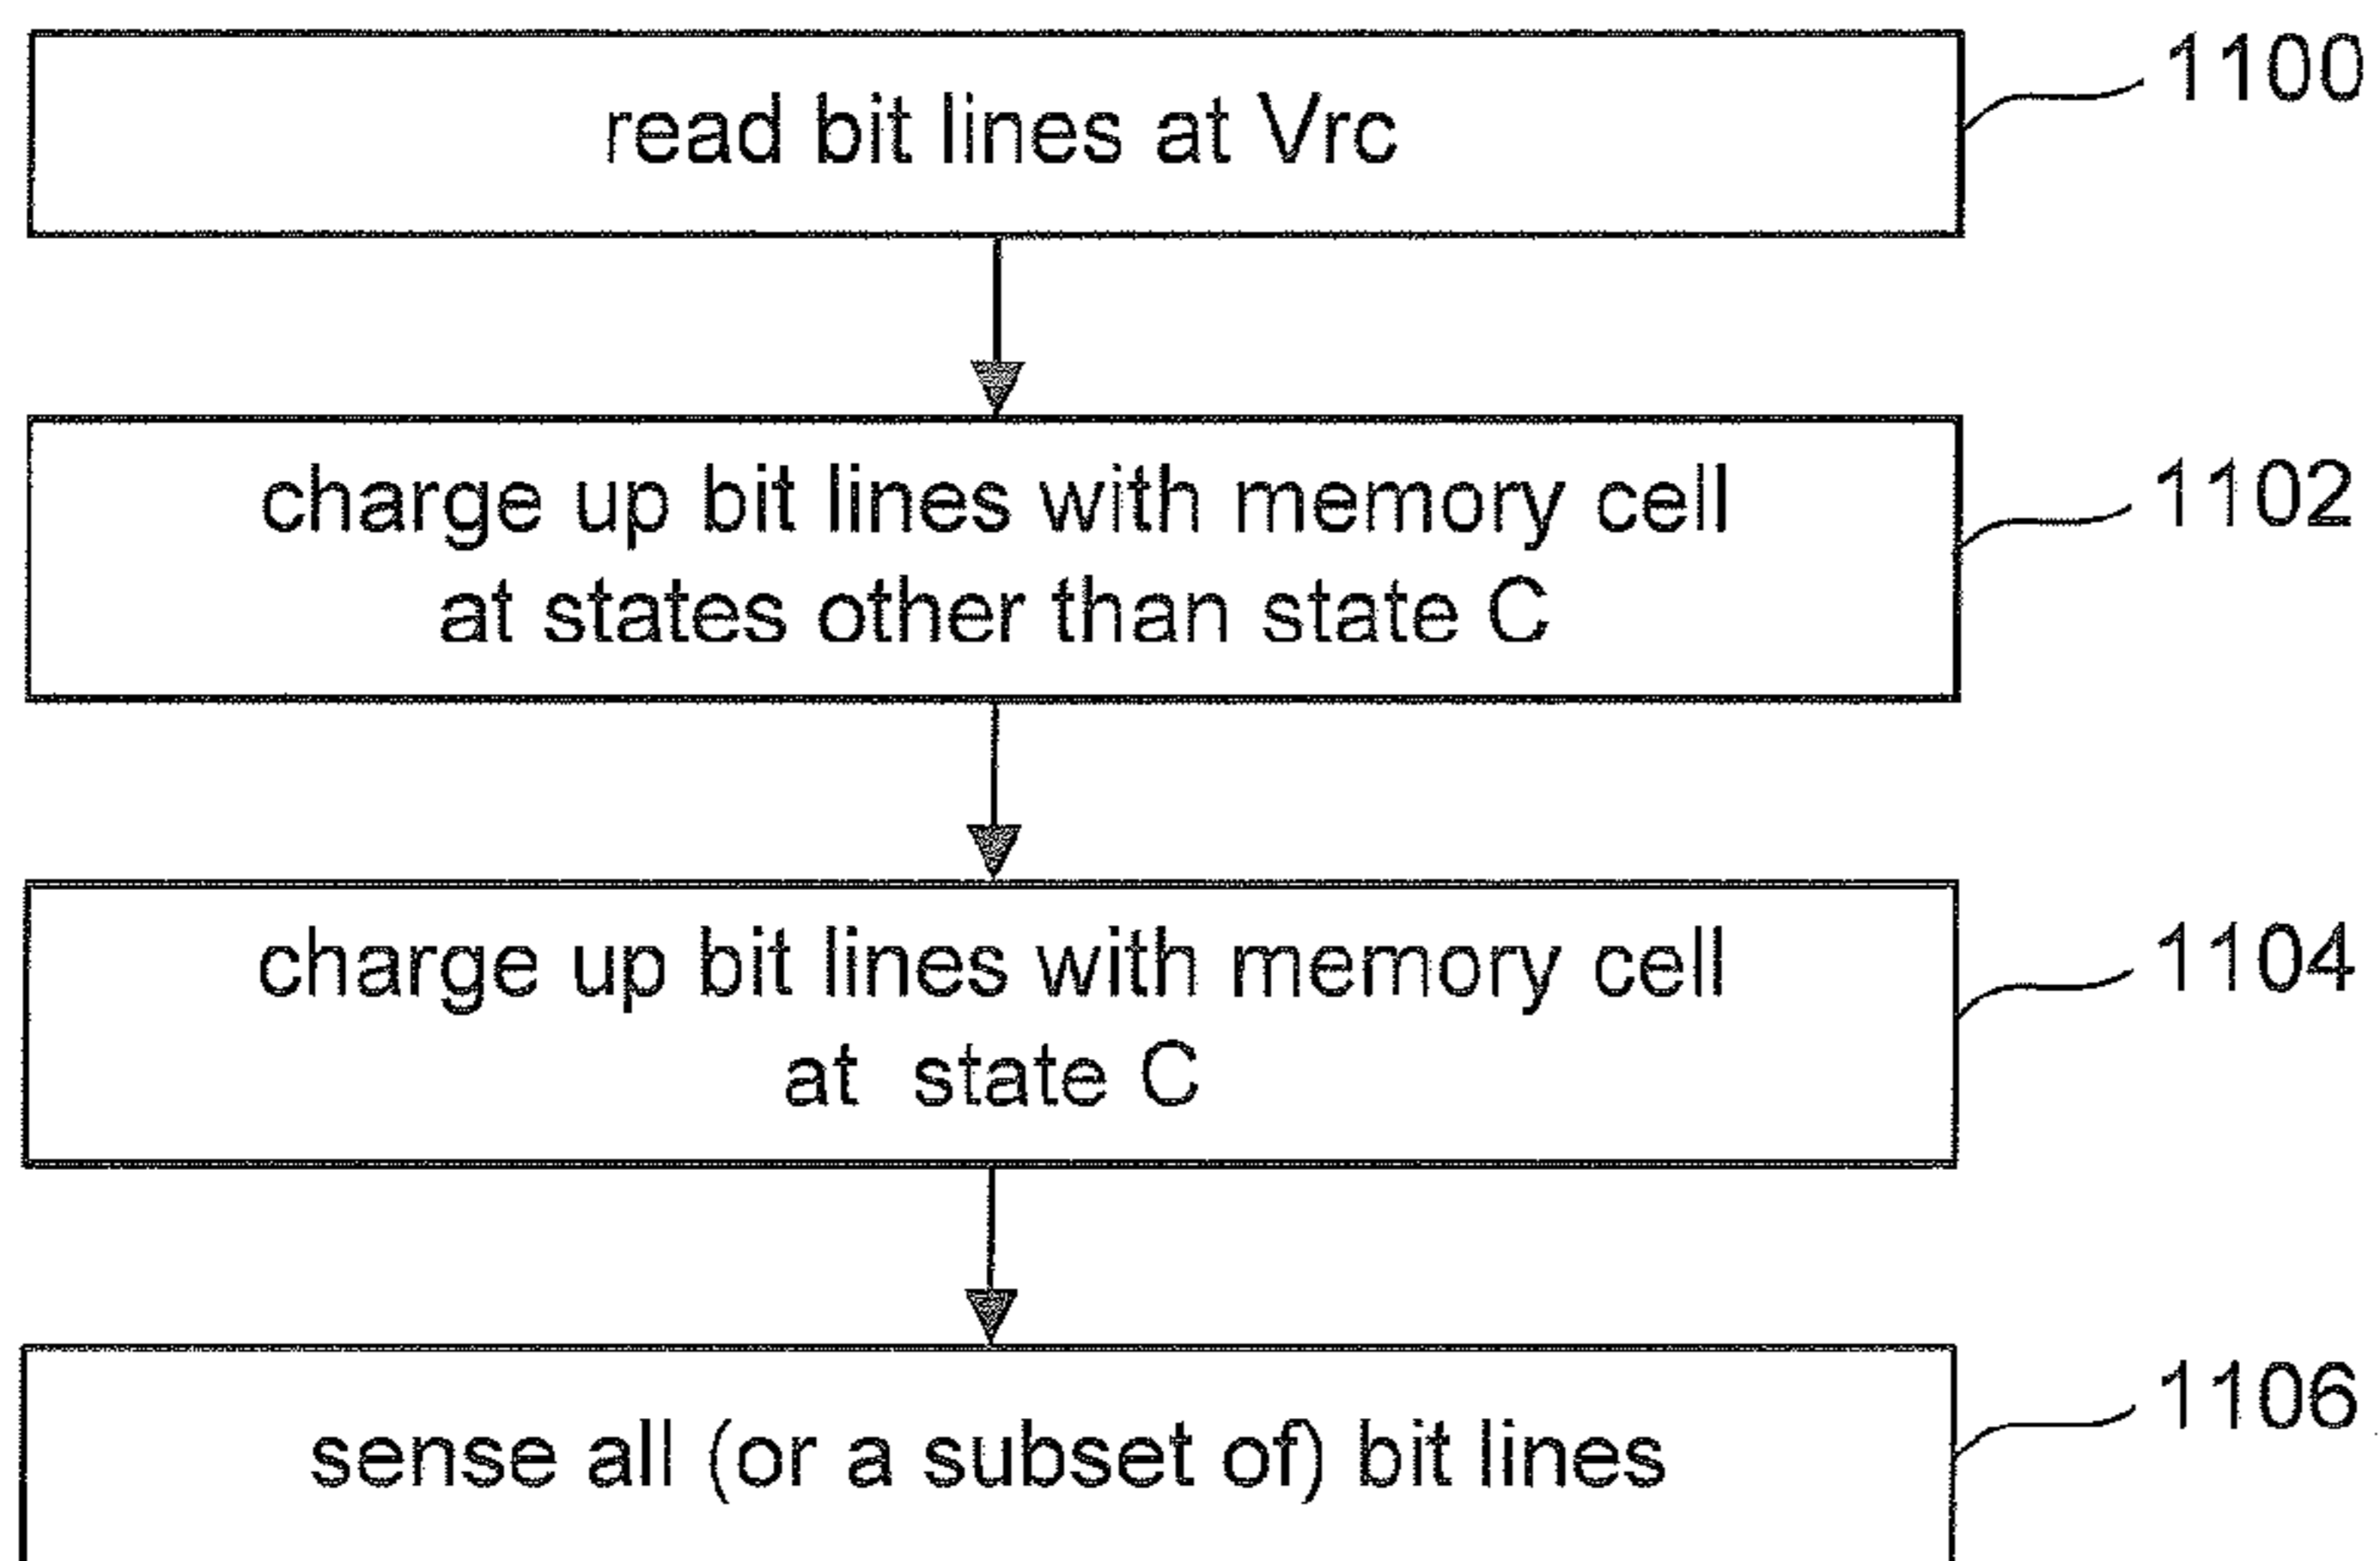 read bit lines at Vrc
1100
charge up bit lines with memory cell
at states other than state C
1102
charge up bit lines with memory cell
at state C
1104
sense all (or a subset of) bit lines
1106